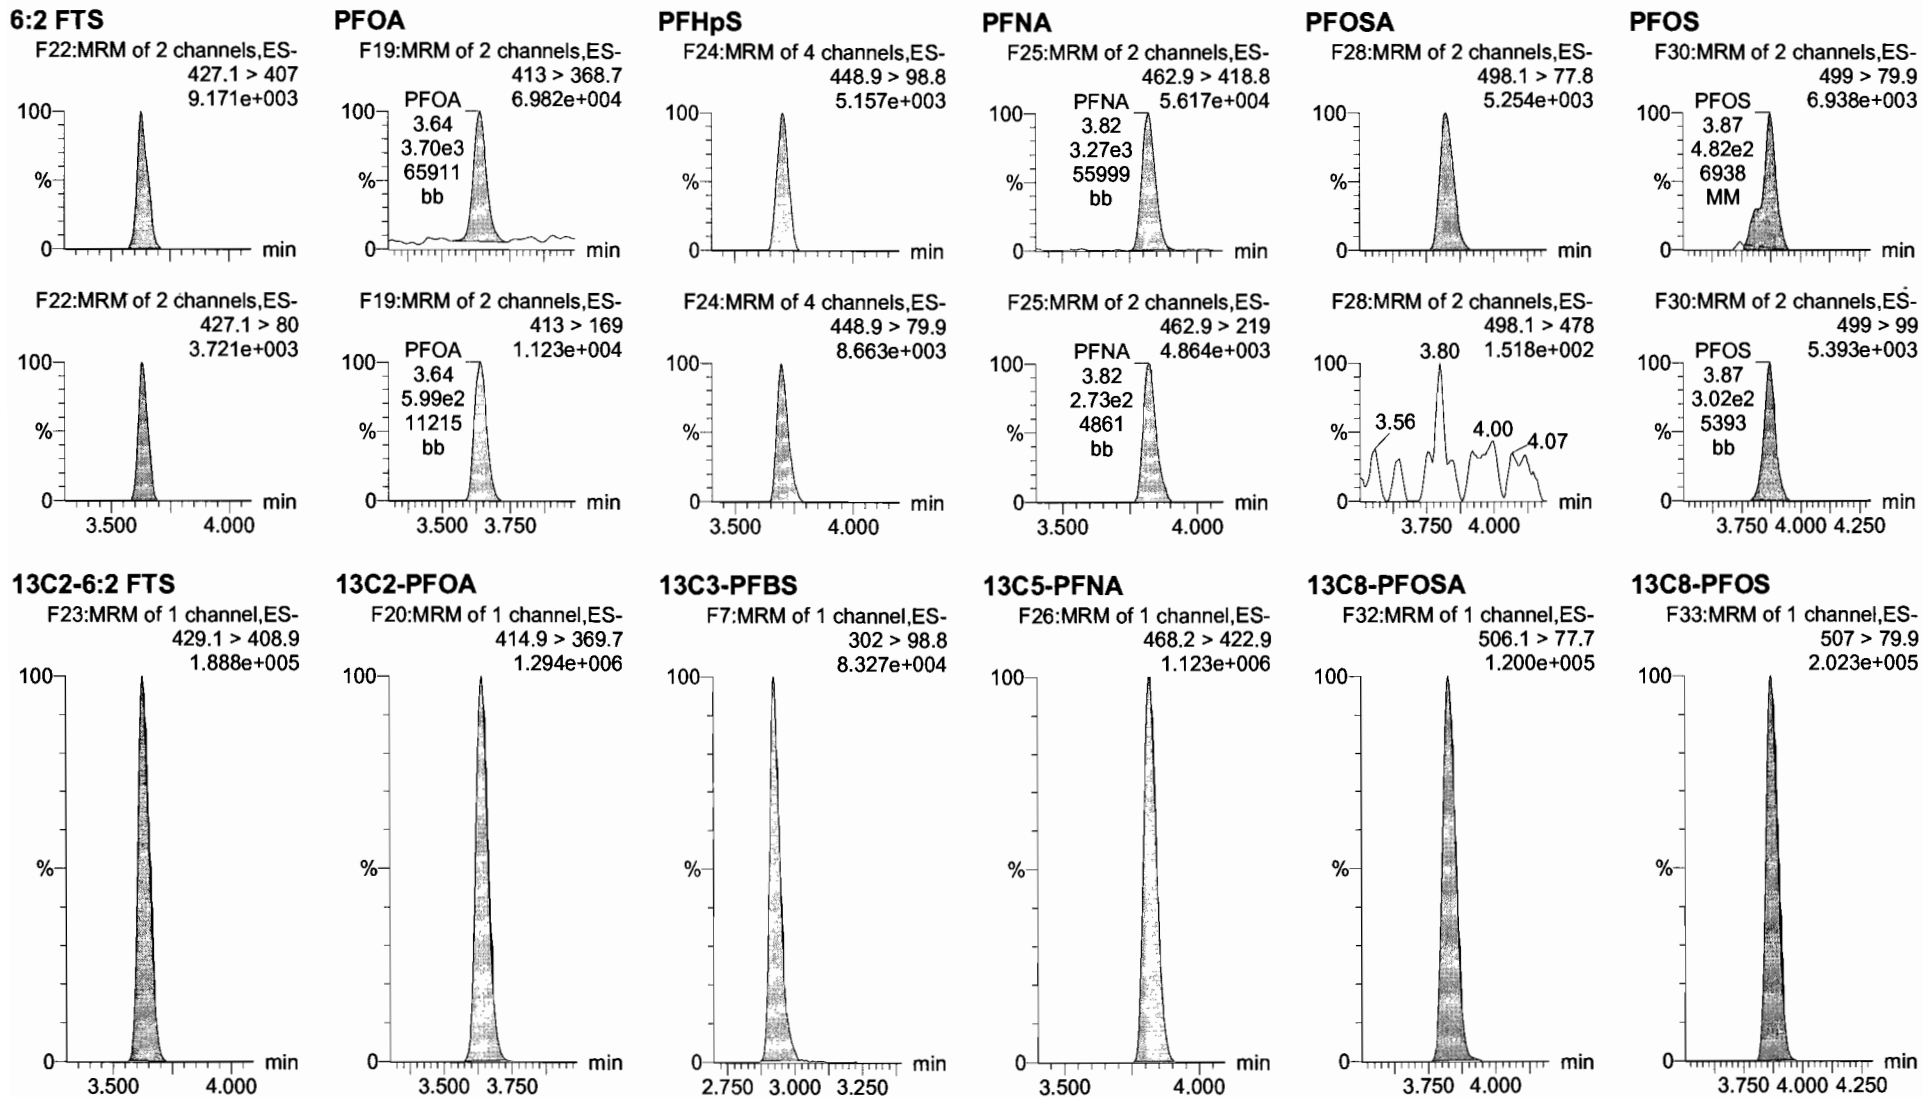 6:2 FTS
F22:MRM of 2 channels,ES-
427.1 > 407
9.171e+003
100
%
0
min
F22:MRM of 2 channels,ES-
427.1 > 80
3.721e+003
100
%
0
min
3.500 4.000
PFOA
F19:MRM of 2 channels,ES-
413 > 368.7
6.982e+004
PFOA
3.64
3.70e3
65911
bb
100
%
0
min
F19:MRM of 2 channels,ES-
413 > 169
1.123e+004
PFOA
3.64
5.99e2
11215
bb
100
%
0
min
3.500 3.750
PFHpS
F24:MRM of 4 channels,ES-
448.9 > 98.8
5.157e+003
100
%
0
min
F24:MRM of 4 channels,ES-
448.9 > 79.9
8.663e+003
100
%
0
min
3.500 4.000
PFNA
F25:MRM of 2 channels,ES-
462.9 > 418.8
5.617e+004
PFNA
3.82
3.27e3
55999
bb
100
%
0
min
F25:MRM of 2 channels,ES-
462.9 > 219
4.864e+003
PFNA
3.82
2.73e2
4861
bb
100
%
0
min
3.500 4.000
PFOSA
F28:MRM of 2 channels,ES-
498.1 > 77.8
5.254e+003
100
%
0
min
F28:MRM of 2 channels,ES-
498.1 > 478
1.518e+002
3.80
3.56
4.00
4.07
100
%
0
min
3.750 4.000
PFOS
F30:MRM of 2 channels,ES-
499 > 79.9
6.938e+003
PFOS
3.87
4.82e2
6938
MM
100
%
0
min
F30:MRM of 2 channels,ES-
499 > 99
5.393e+003
PFOS
3.87
3.02e2
5393
bb
100
%
0
min
3.750 4.000 4.250
13C2-6:2 FTS
F23:MRM of 1 channel,ES-
429.1 > 408.9
1.888e+005
100
%
0
min
3.500 4.000
13C2-PFOA
F20:MRM of 1 channel,ES-
414.9 > 369.7
1.294e+006
100
%
0
min
3.500 3.750
13C3-PFBS
F7:MRM of 1 channel,ES-
302 > 98.8
8.327e+004
100
%
0
min
2.750 3.000 3.250
13C5-PFNA
F26:MRM of 1 channel,ES-
468.2 > 422.9
1.123e+006
100
%
0
min
3.500 4.000
13C8-PFOSA
F32:MRM of 1 channel,ES-
506.1 > 77.7
1.200e+005
100
%
0
min
3.750 4.000
13C8-PFOS
F33:MRM of 1 channel,ES-
507 > 79.9
2.023e+005
100
%
0
min
3.750 4.000 4.250